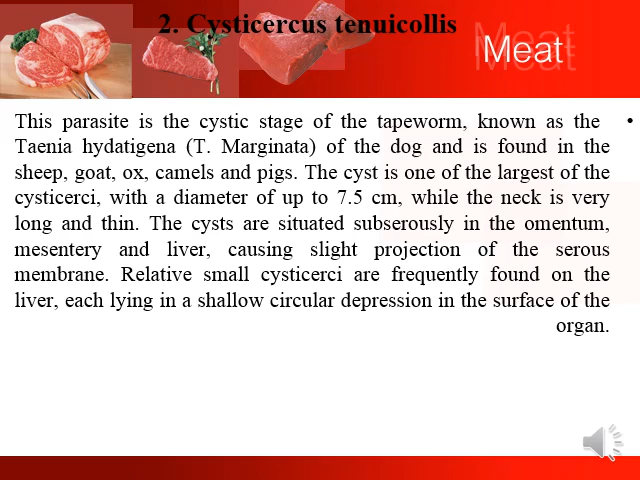 2. Cysticercus tenuicollis
Meat
This parasite is the cystic stage of the tapeworm, known as the •
Taenia hydatigena (T. Marginata) of the dog and is found in the
sheep, goat, ox, camels and pigs. The cyst is one of the largest of the
cysticerci, with a diameter of up to 7.5 cm, while the neck is very
long and thin. The cysts are situated subserously in the omentum,
mesentery and liver, causing slight projection of the serous
membrane. Relative small cysticerci are frequently found on the
liver, each lying in a shallow circular depression in the surface of the
organ.